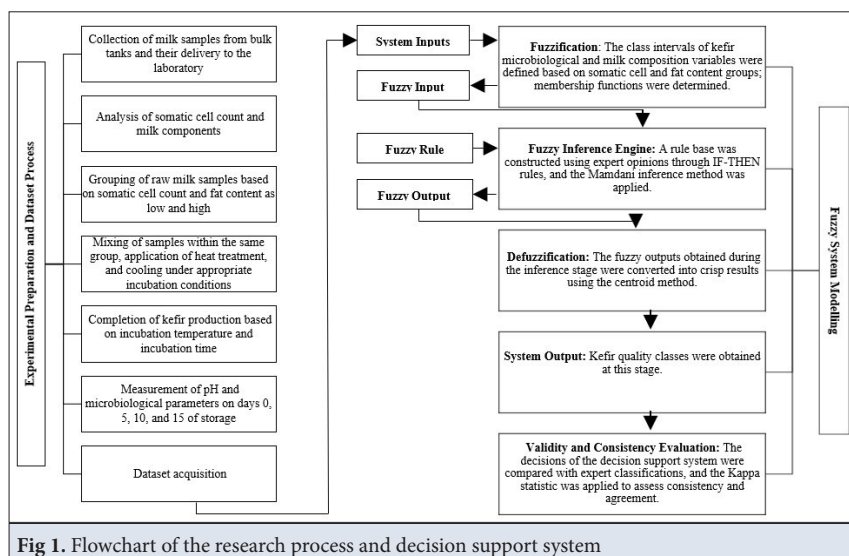 Experimental Preparation and Dataset Process
Collection of milk samples from bulk
tanks and their delivery to the
laboratory
Analysis of somatic cell count and
milk components
Grouping of raw milk samples based
on somatic cell count and fat content as
low and high
Mixing of samples within the same
group, application of heat treatment,
and cooling under appropriate
incubation conditions
Completion of kefir production based
on incubation temperature and
incubation time
Measurement of pH and
microbiological parameters on days 0,
5, 10, and 15 of storage
Dataset acquisition
System Inputs
Fuzzy Input
Fuzzy Rule
Fuzzy Output
Fuzzification: The class intervals of kefir
microbiological and milk composition variables were
defined based on somatic cell and fat content groups;
membership functions were determined.
Fuzzy Inference Engine: A rule base was
constructed using expert opinions through IF-THEN
rules, and the Mamdani inference method was
applied.
Defuzzification: The fuzzy outputs obtained during
the inference stage were converted into crisp results
using the centroid method.
System Output: Kefir quality classes were obtained
at this stage.
Validity and Consistency Evaluation: The
decisions of the decision support system were
compared with expert classifications, and the Kappa
statistic was applied to assess consistency and
agreement.
Fuzzy System Modelling
Fig 1. Flowchart of the research process and decision support system